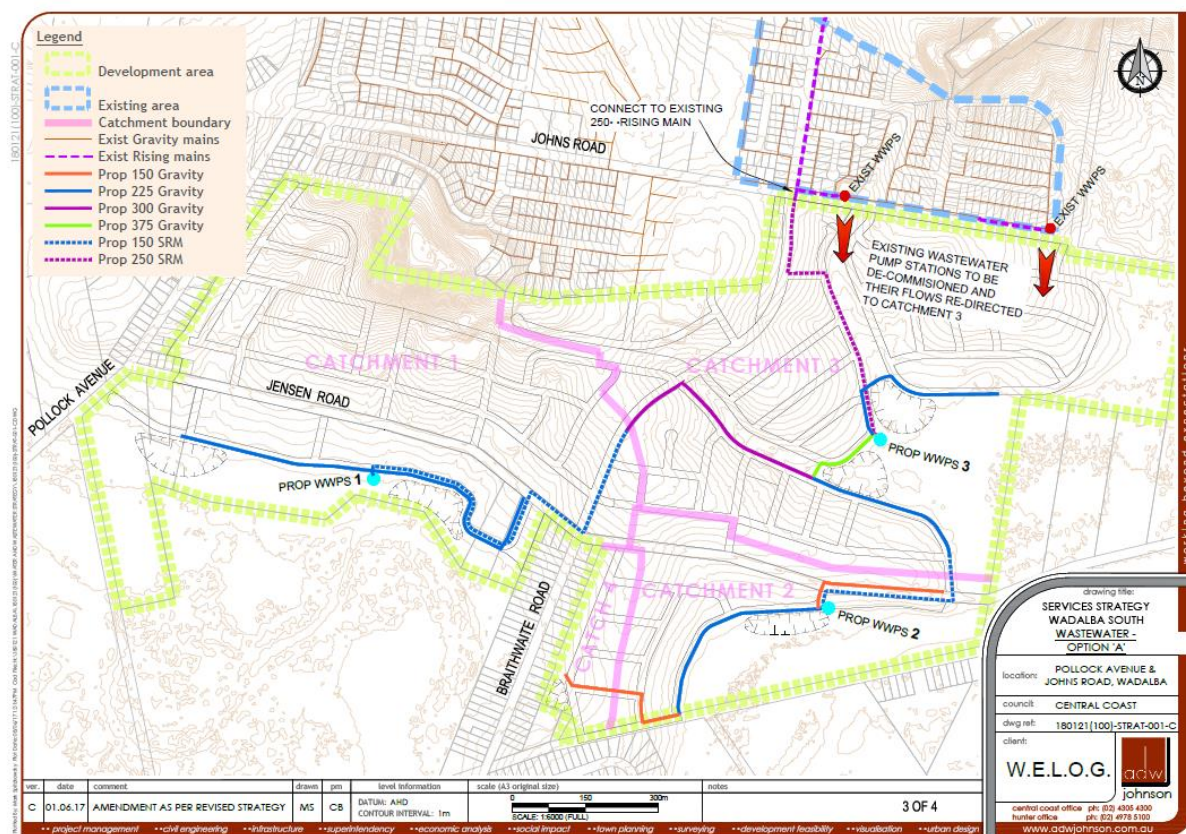 Legend
Development area
Existing area
Catchment boundary
Exist Gravity mains
Exist Rising mains
Prop 150 Gravity
Prop 225 Gravity
Prop 300 Gravity
Prop 375 Gravity
Prop 150 SRM
Prop 250 SRM
180121(100)-STRAT-001-C
CONNECT TO EXISTING
250- -RISING MAIN
JOHNS ROAD
EXIST WWPS
EXIST WWPS
EXISTING WASTEWATER
PUMP STATIONS TO BE
DE-COMMISIONED AND
THEIR FLOWS RE-DIRECTED
TO CATCHMENT 3
CATCHMENT 1
CATCHMENT 3
POLLOCK AVENUE
JENSEN ROAD
PROP WWPS 1
PROP WWPS 3
CATCHMENT 2
CATCH 4
PROP WWPS 2
BRAITHWAITE ROAD
working beyond expectations
drawing title:
SERVICES STRATEGY
WADALBA SOUTH
WASTEWATER -
OPTION 'A'
location:
POLLOCK AVENUE &
JOHNS ROAD, WADALBA
council:
CENTRAL COAST
dwg ref:
180121(100)-STRAT-001-C
client:
W.E.L.O.G.
adw
johnson
central coast office ph: (02) 4305 4300
hunter office ph: (02) 4978 5100
www.adwjohnson.com.au
ver. date comment drawn pm level information scale (A3 original size) notes
C 01.06.17 AMENDMENT AS PER REVISED STRATEGY MS CB
DATUM: AHD
CONTOUR INTERVAL: 1m
0 150 300m
SCALE: 1:6000 (FULL)
3 OF 4
••project management ••civil engineering ••infrastructure ••superintendency ••economic analysis ••social impact ••town planning ••surveying ••development feasibility ••visualisation ••urban design